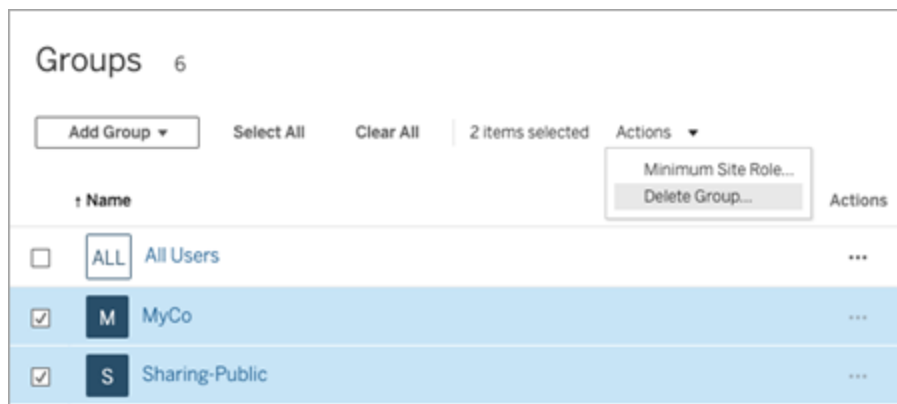 Groups 6
Add Group ▾ Select All Clear All 2 items selected Actions ▾
Minimum Site Role...
Delete Group...
↑ Name Actions
ALL All Users ...
M MyCo ...
S Sharing-Public ...